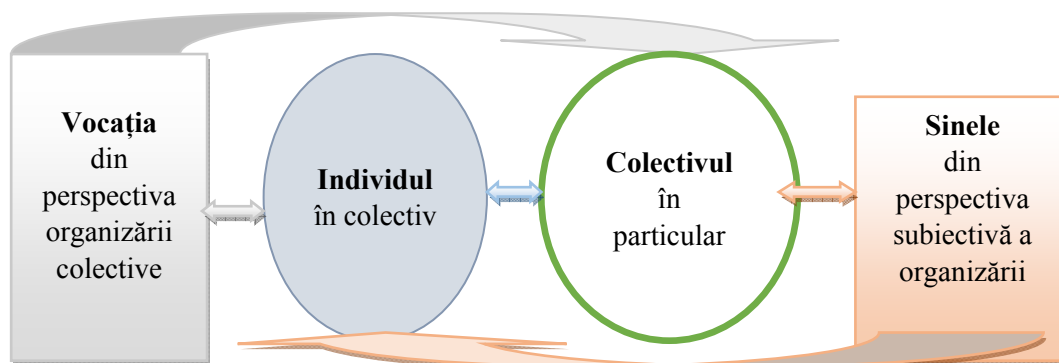 Vocația
din
perspectiva
organizării
colective
Individul
în colectiv
Colectivul
în
particular
Sinele
din
perspectiva
subiectivă a
organizării